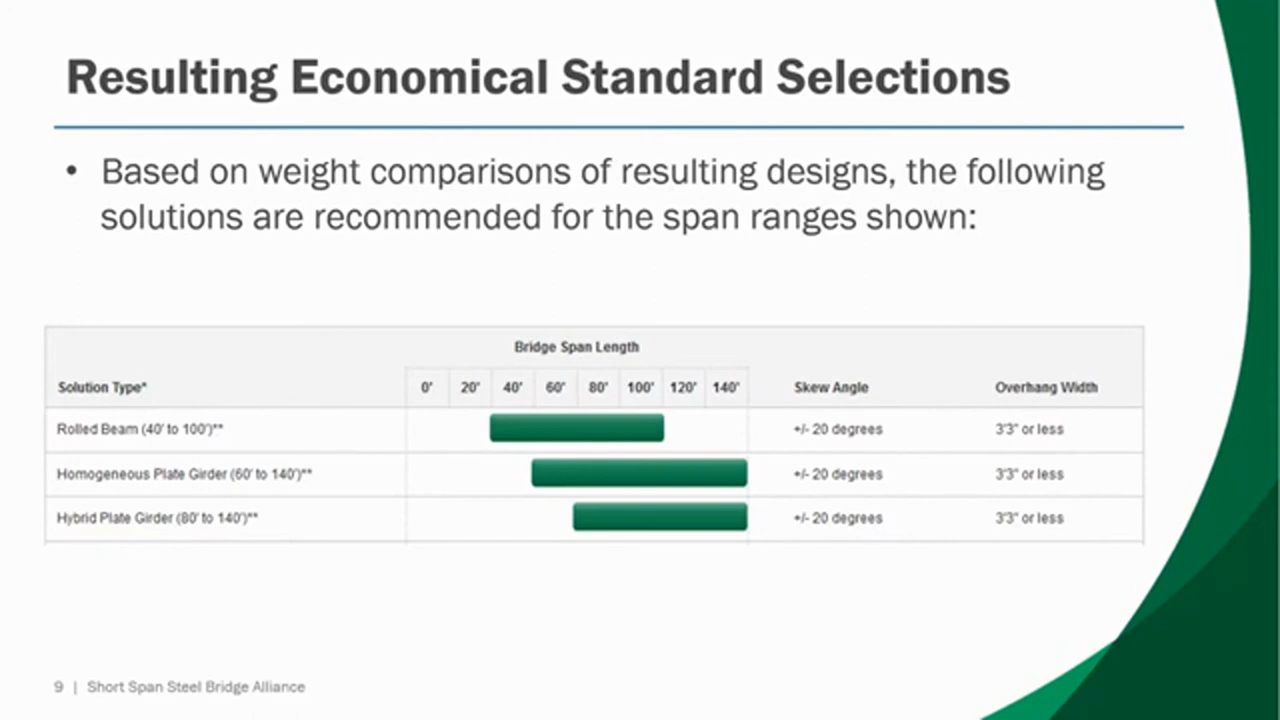 Resulting Economical Standard Selections
• Based on weight comparisons of resulting designs, the following
solutions are recommended for the span ranges shown:
Bridge Span Length
Solution Type* 0' 20' 40' 60' 80' 100' 120' 140' Skew Angle Overhang Width
Rolled Beam (40' to 100')** +/- 20 degrees 3'3" or less
Homogeneous Plate Girder (60' to 140')** +/- 20 degrees 3'3" or less
Hybrid Plate Girder (80' to 140')** +/- 20 degrees 3'3" or less
9 | Short Span Steel Bridge Alliance